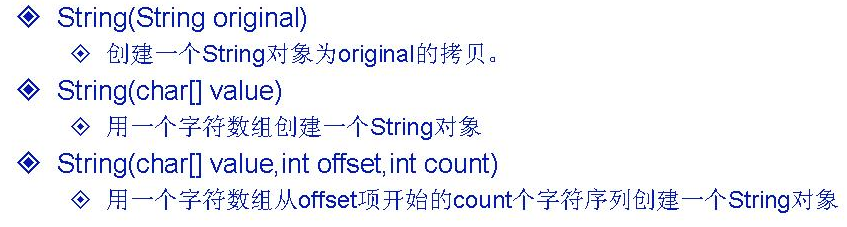 String(String original)
创建一个String对象为original的拷贝。
String(char[] value)
用一个字符数组创建一个String对象
String(char[] value,int offset,int count)
用一个字符数组从offset项开始的count个字符序列创建一个String对象